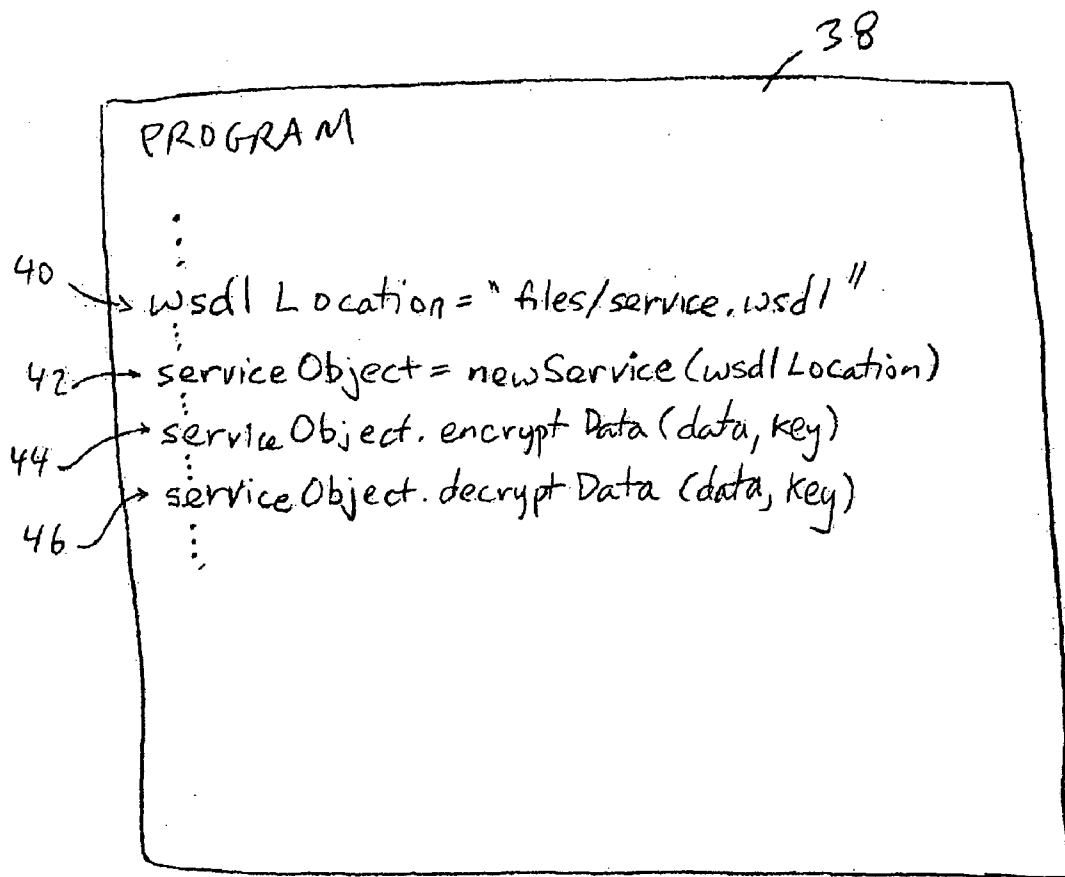 38
PROGRAM
40 wsdl Location = "files/service.wsdl"
42 service Object = newService(wsdl Location)
44 service Object. encrypt Data (data, key)
46 service Object. decrypt Data (data, key)